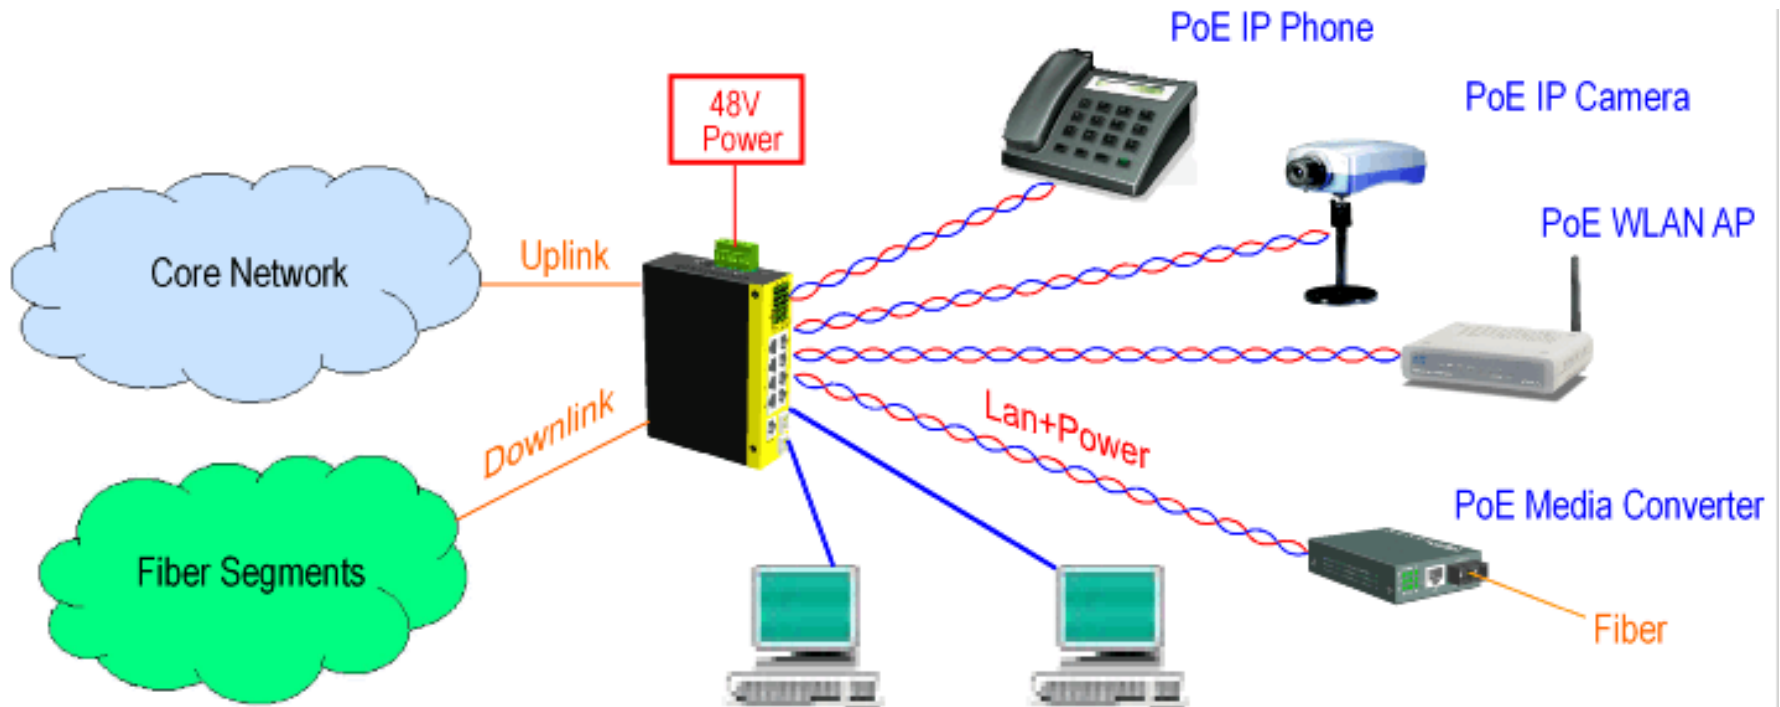 PoE IP Phone
PoE IP Camera
48V
Power
PoE WLAN AP
Uplink
Core Network
Lan+Power
Downlink
PoE Media Converter
Fiber Segments
Fiber